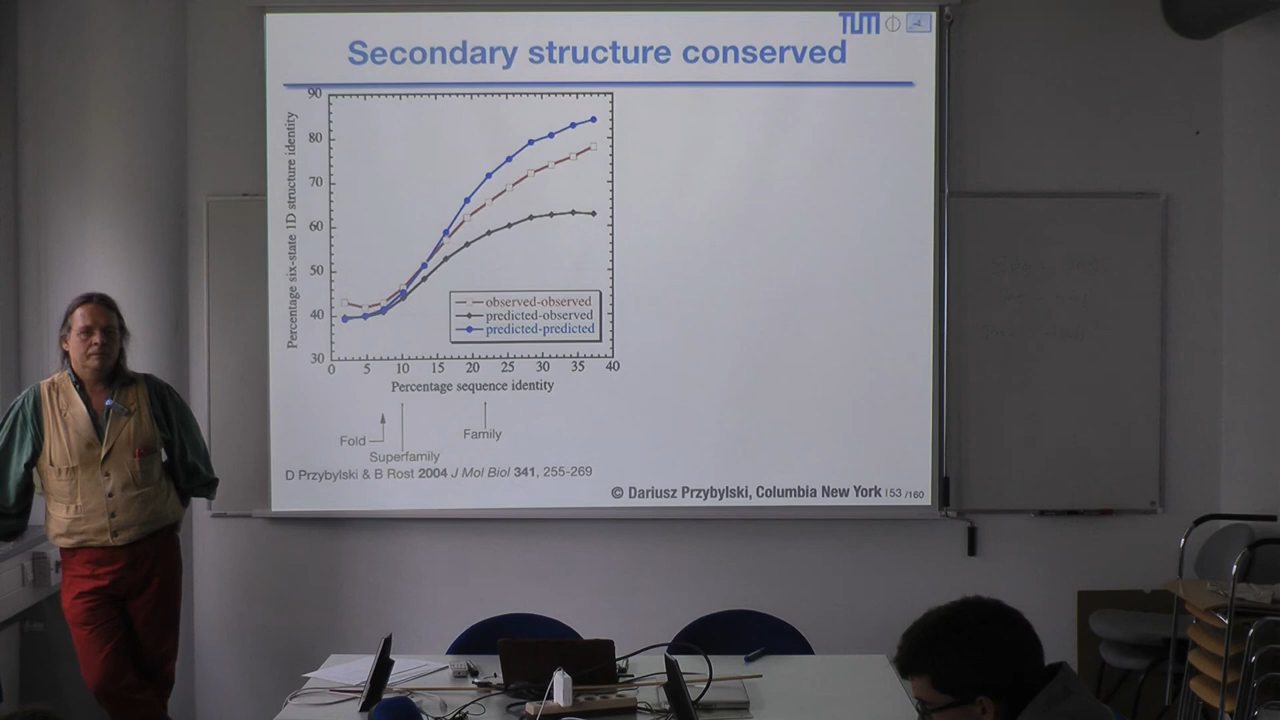 TUM
Secondary structure conserved
Percentage six-state 1D structure identity
90
80
70
60
50
40
30
observed-observed
predicted-observed
predicted-predicted
0 5 10 15 20 25 30 35 40
Percentage sequence identity
Fold
Superfamily
Family
D Przybylski & B Rost 2004 J Mol Biol 341, 255-269
© Dariusz Przybylski, Columbia New York 53 /160